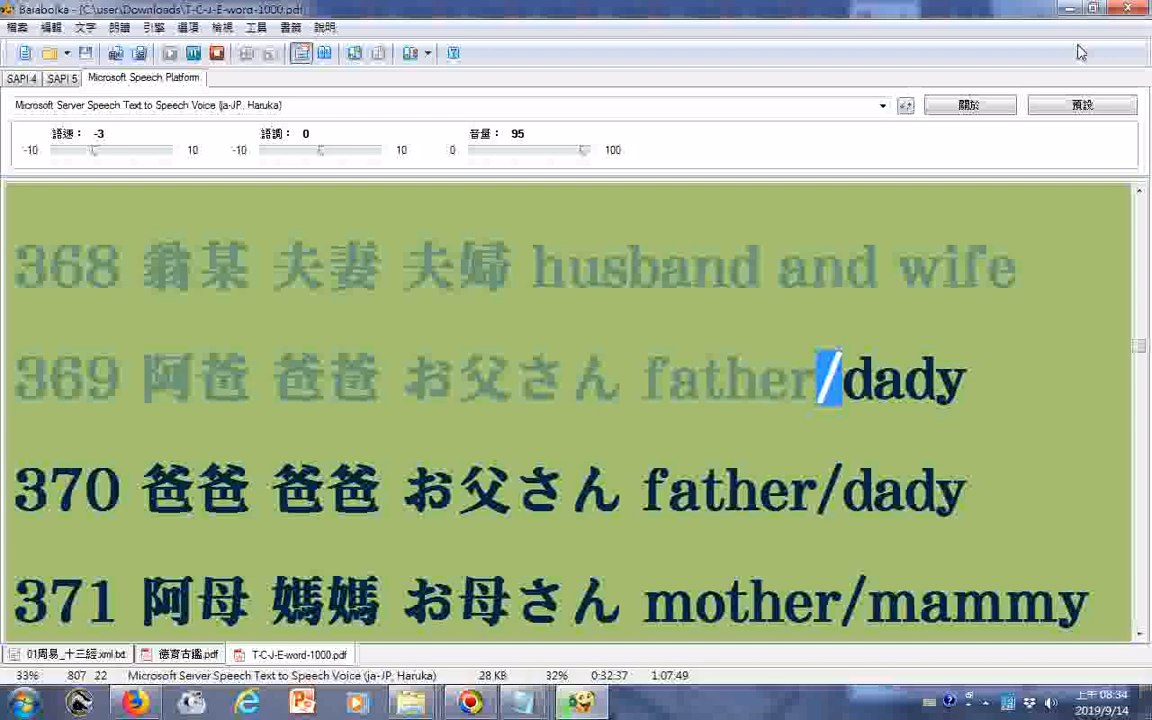 Balabolka - [C:\user\Downloads\T-C-J-E-word-1000.pdf]
檔案 編輯 文字 朗讀 引擎 選項 檢視 工具 書籤 說明
SAPI 4 SAPI 5 Microsoft Speech Platform
Microsoft Server Speech Text to Speech Voice (ja-JP, Haruka) 關於 預設
語速: -3 語調: 0 音量: 95
-10 10 -10 10 0 100
368 翁某 夫妻 夫婦 husband and wife
369 阿爸 爸爸 お父さん father/dady
370 爸爸 爸爸 お父さん father/dady
371 阿母 媽媽 お母さん mother/mammy
01周易_十三經.xml.txt 德育古鑑.pdf T-C-J-E-word-1000.pdf
33% 807 22 Microsoft Server Speech Text to Speech Voice (ja-JP, Haruka) 28 KB 32% 0:32:37 1:07:49
上午 08:34
2019/9/14